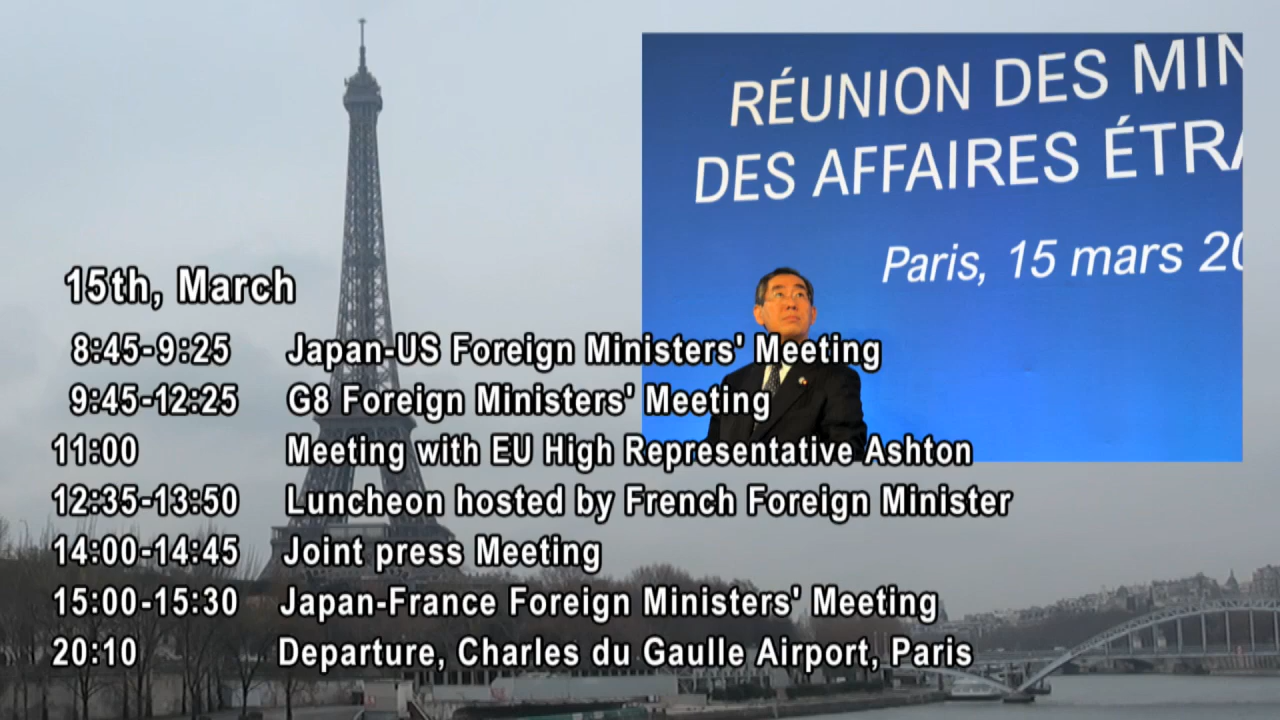 RÉUNION DES MIN
DES AFFAIRES ÉTRA
Paris, 15 mars 20
15th, March
8:45-9:25 Japan-US Foreign Ministers' Meeting
9:45-12:25 G8 Foreign Ministers' Meeting
11:00 Meeting with EU High Representative Ashton
12:35-13:50 Luncheon hosted by French Foreign Minister
14:00-14:45 Joint press Meeting
15:00-15:30 Japan-France Foreign Ministers' Meeting
20:10 Departure, Charles du Gaulle Airport, Paris